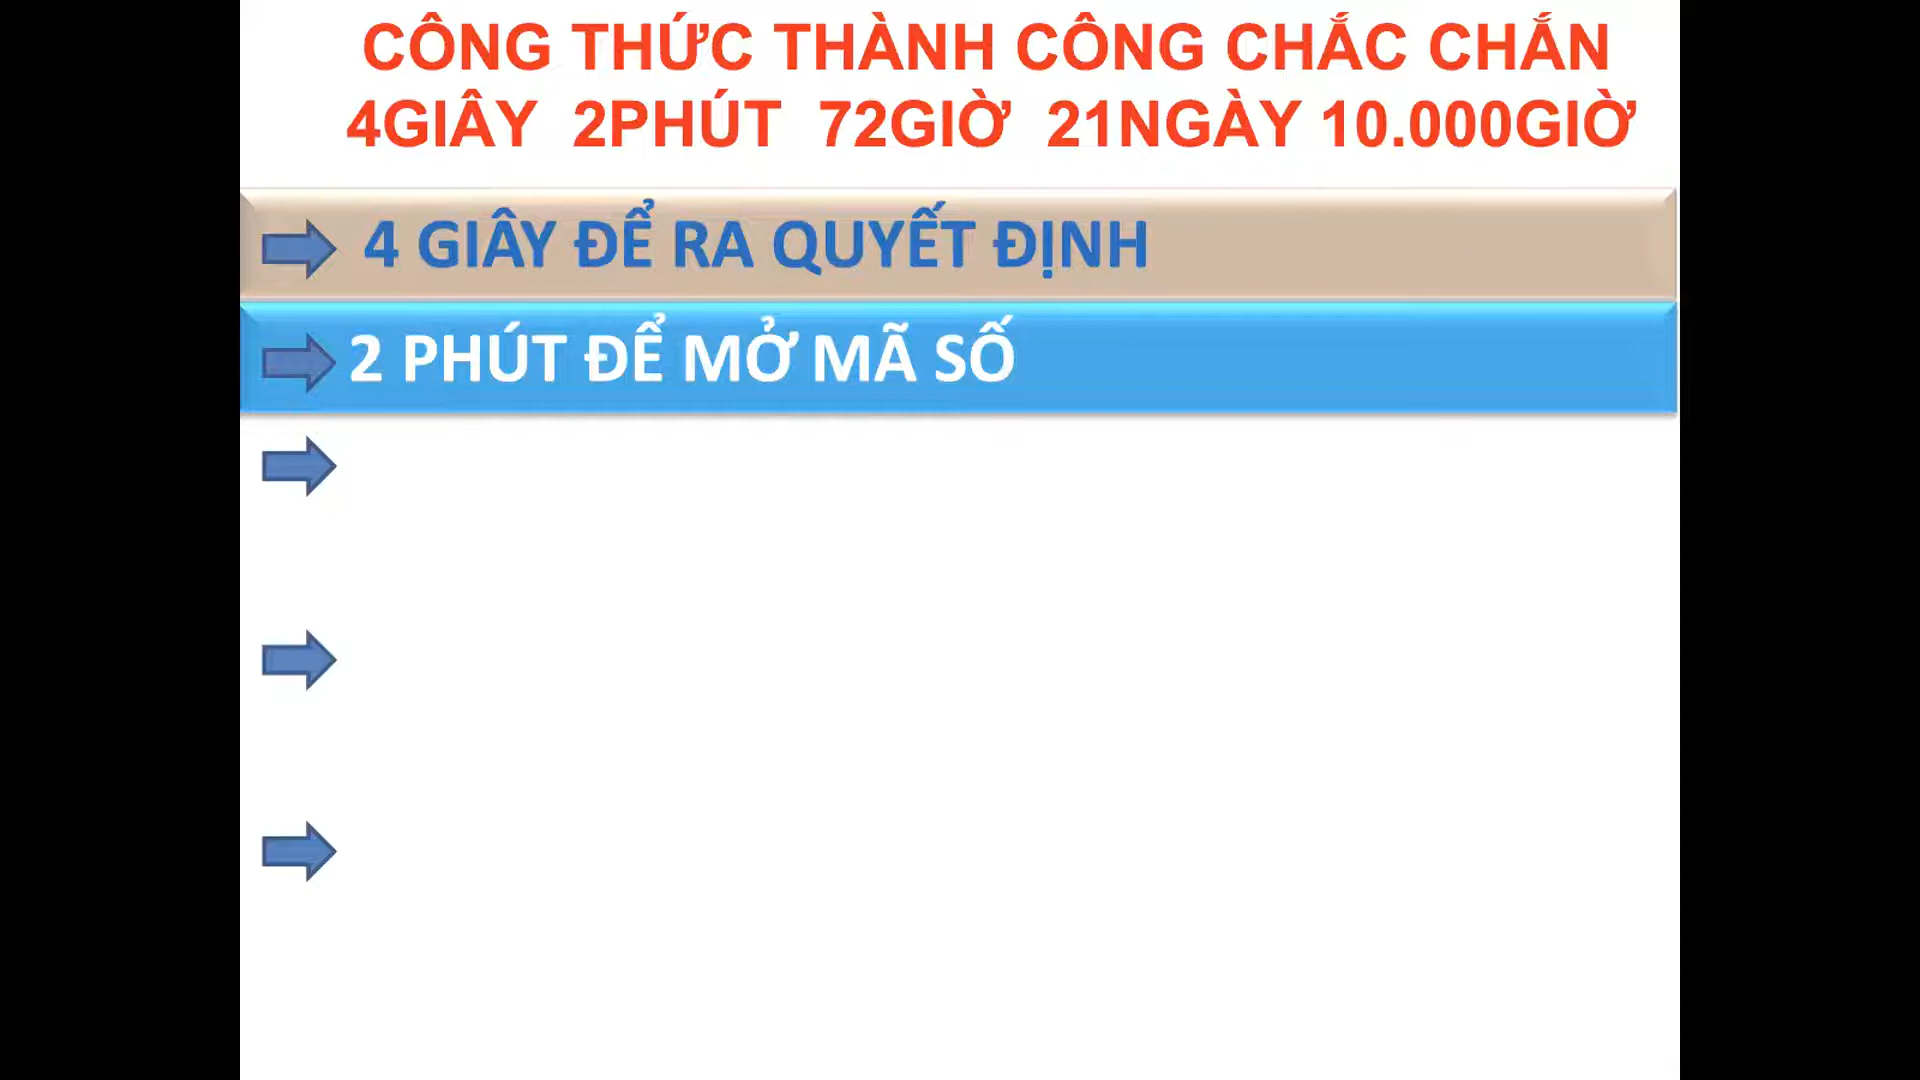 CÔNG THỨC THÀNH CÔNG CHẮC CHẮN
4GIÂY 2PHÚT 72GIỜ 21NGÀY 10.000GIỜ
4 GIÂY ĐỂ RA QUYẾT ĐỊNH
2 PHÚT ĐỂ MỞ MÃ SỐ